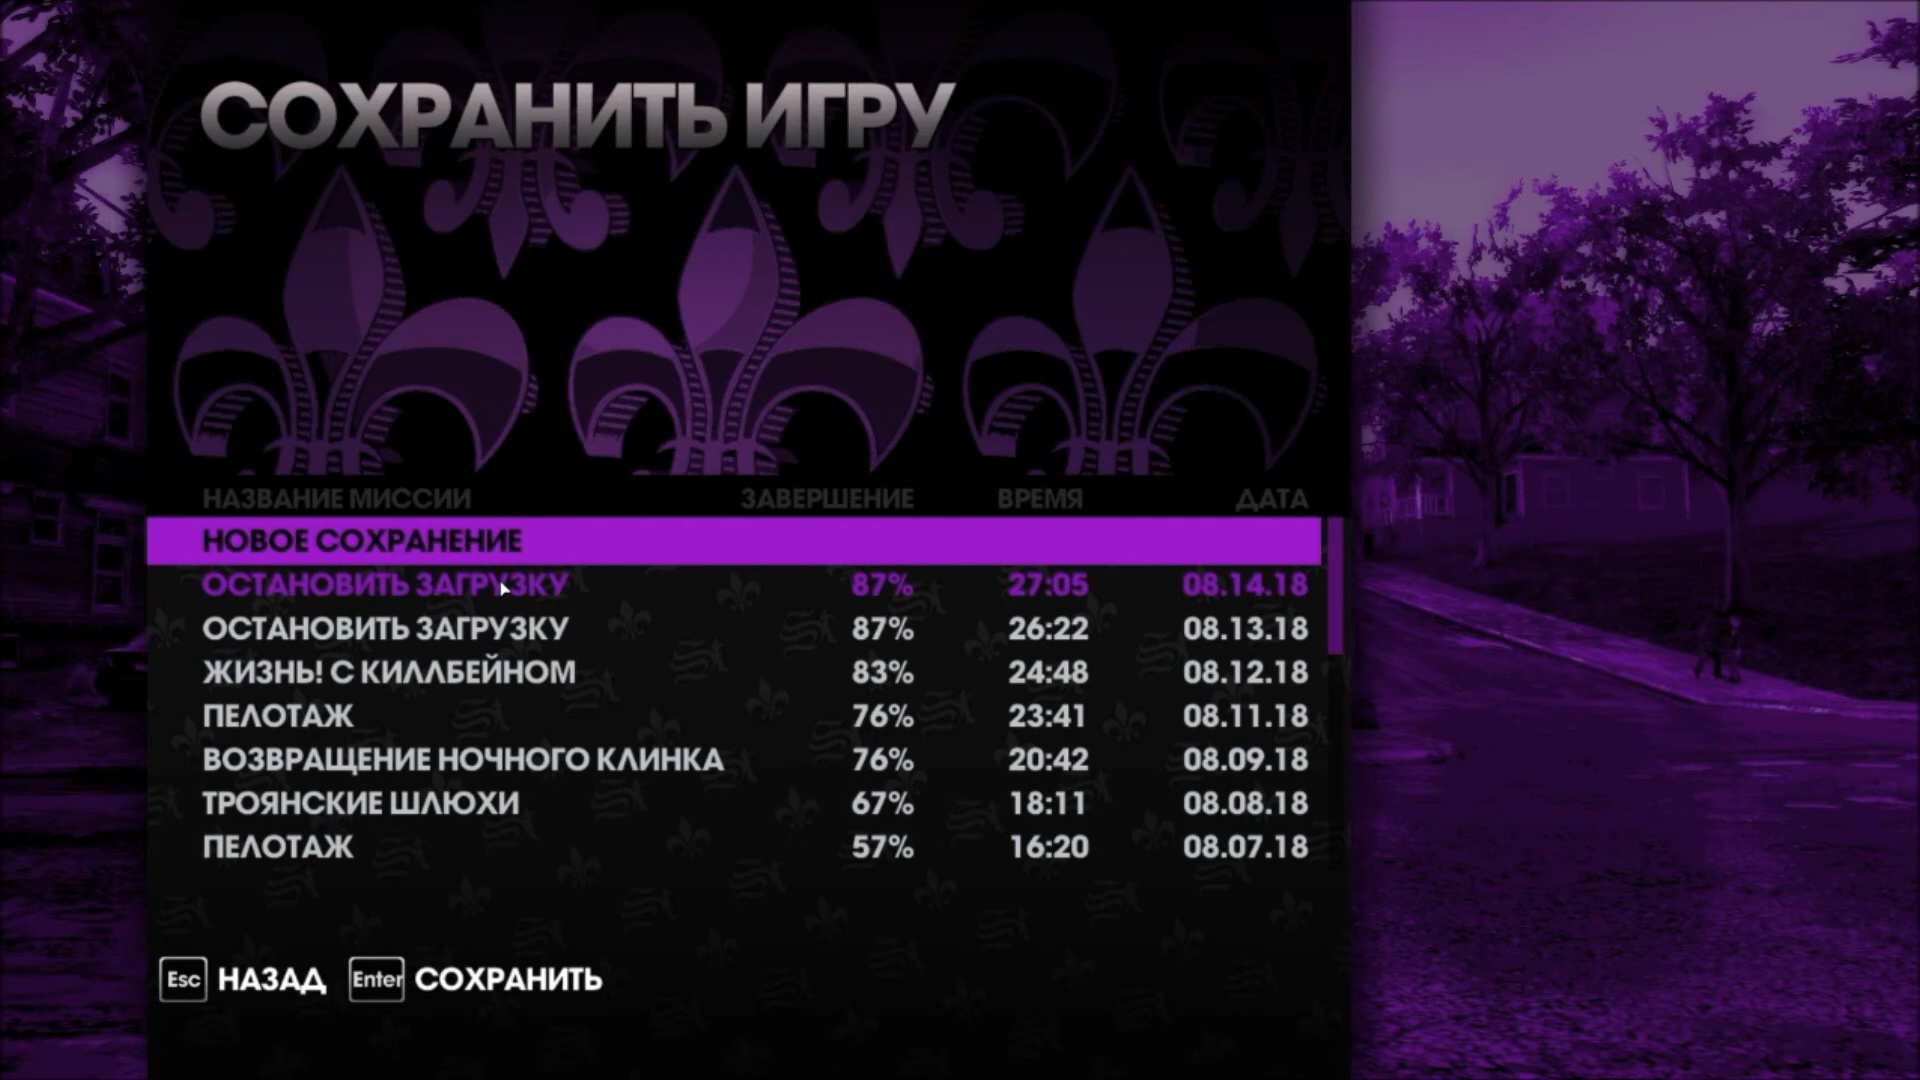 СОХРАНИТЬ ИГРУ
НАЗВАНИЕ МИССИИ ЗАВЕРШЕНИЕ ВРЕМЯ ДАТА
НОВОЕ СОХРАНЕНИЕ
ОСТАНОВИТЬ ЗАГРУЗКУ 87% 27:05 08.14.18
ОСТАНОВИТЬ ЗАГРУЗКУ 87% 26:22 08.13.18
ЖИЗНЬ! С КИЛЛБЕЙНОМ 83% 24:48 08.12.18
ПЕЛОТАЖ 76% 23:41 08.11.18
ВОЗВРАЩЕНИЕ НОЧНОГО КЛИНКА 76% 20:42 08.09.18
ТРОЯНСКИЕ ШЛЮХИ 67% 18:11 08.08.18
ПЕЛОТАЖ 57% 16:20 08.07.18
Esc НАЗАД Enter СОХРАНИТЬ